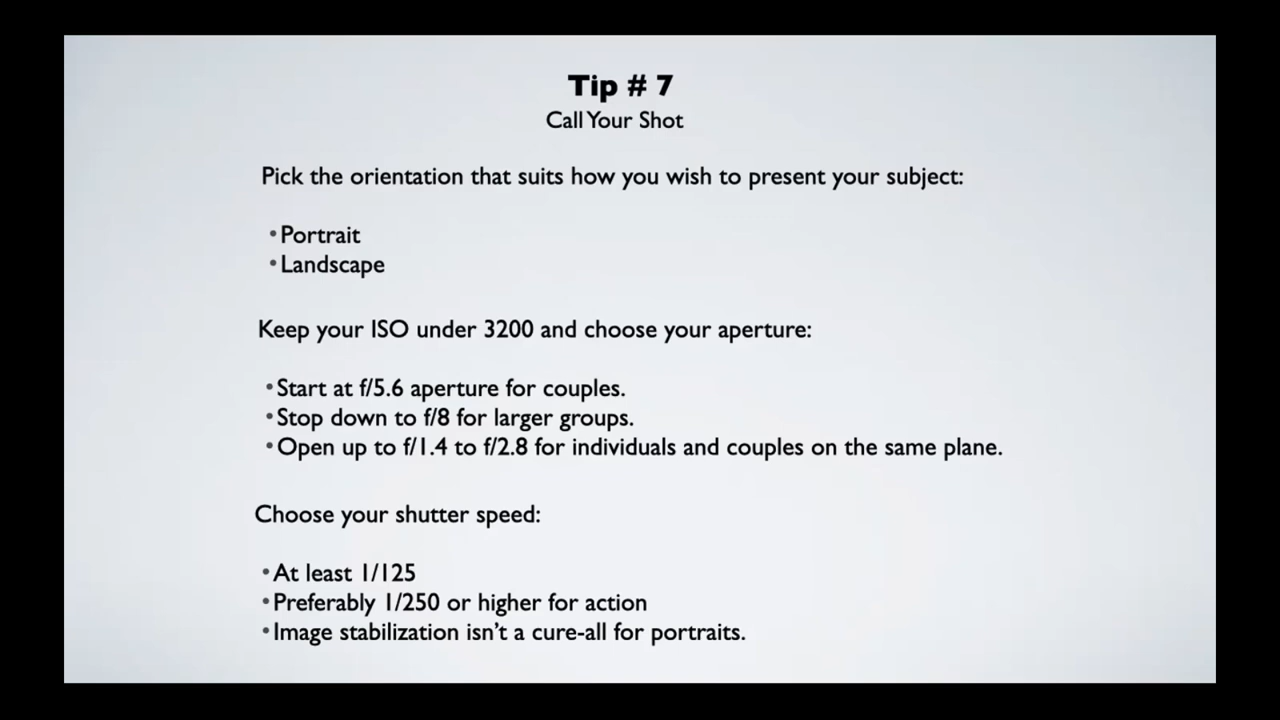 Tip # 7
Call Your Shot
Pick the orientation that suits how you wish to present your subject:
•Portrait
•Landscape
Keep your ISO under 3200 and choose your aperture:
•Start at f/5.6 aperture for couples.
•Stop down to f/8 for larger groups.
•Open up to f/1.4 to f/2.8 for individuals and couples on the same plane.
Choose your shutter speed:
•At least 1/125
•Preferably 1/250 or higher for action
•Image stabilization isn’t a cure-all for portraits.